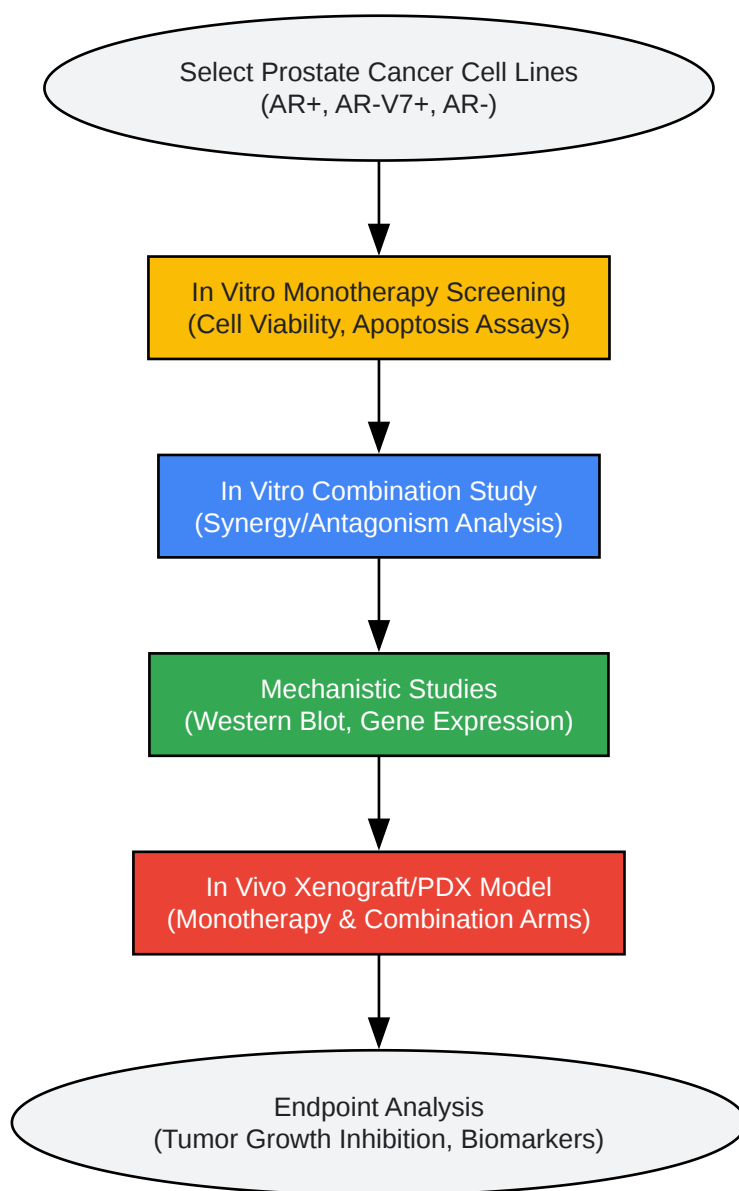 Select Prostate Cancer Cell Lines
(AR+, AR-V7+, AR-)
In Vitro Monotherapy Screening
(Cell Viability, Apoptosis Assays)
In Vitro Combination Study
(Synergy/Antagonism Analysis)
Mechanistic Studies
(Western Blot, Gene Expression)
In Vivo Xenograft/PDX Model
(Monotherapy & Combination Arms)
Endpoint Analysis
(Tumor Growth Inhibition, Biomarkers)